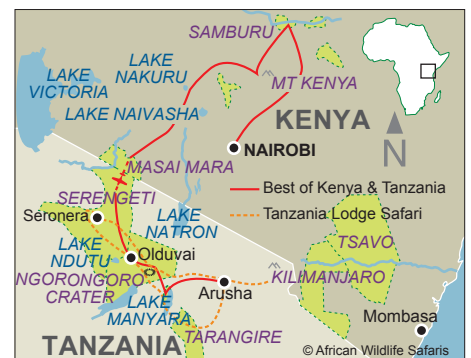 SAMBURU
LAKE
NAKURU
LAKE
VICTORIA
MT KENYA
LAKE NAIVASHA
KENYA
N
NAIROBI
MASAI MARA
Best of Kenya & Tanzania
SERENGETI
Seronera
LAKE
NATRON
Tanzania Lodge Safari
TSAVO
LAKE
NDUTU
Olduvai
NGORONGORO
CRATER
KILIMANJARO
Arusha
LAKE
MANYARA
Mombasa
TARANGIRE
TANZANIA
© African Wildlife Safaris